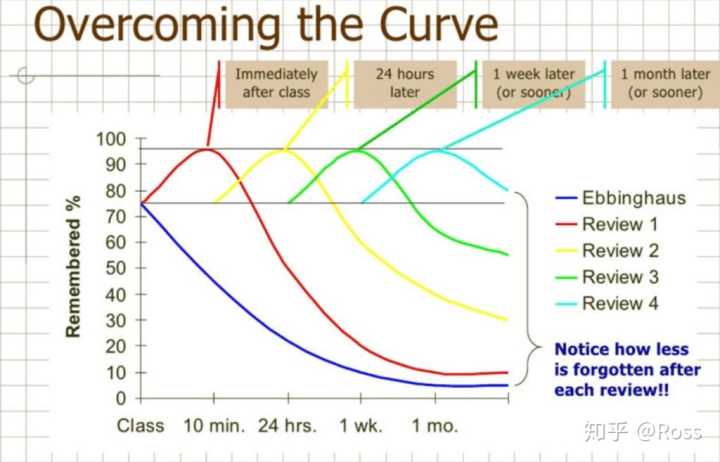 Overcoming the Curve
Immediately
after class
24 hours
later
1 week later
(or sooner)
1 month later
(or sooner)
Remembered %
100
90
80
70
60
50
40
30
20
10
0
Class 10 min. 24 hrs. 1 wk. 1 mo.
Ebbinghaus
Review 1
Review 2
Review 3
Review 4
Notice how less
is forgotten after
each review!!
知乎 @Ross